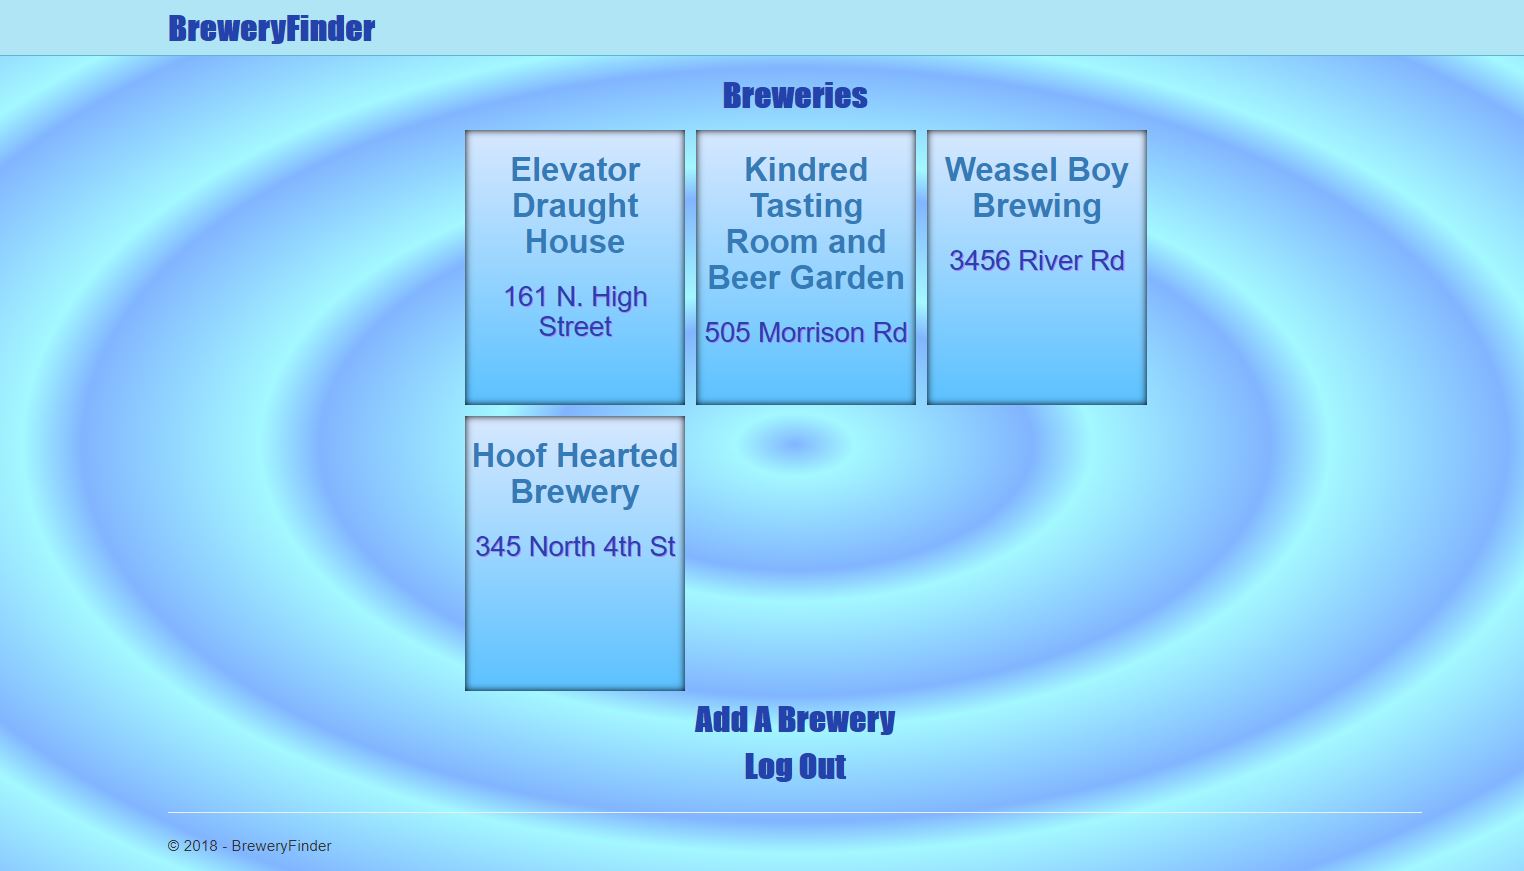 BreweryFinder
Breweries
Elevator
Draught
House
161 N. High
Street
Kindred
Tasting
Room and
Beer Garden
505 Morrison Rd
Weasel Boy
Brewing
3456 River Rd
Hoof Hearted
Brewery
345 North 4th St
Add A Brewery
Log Out
© 2018 - BreweryFinder